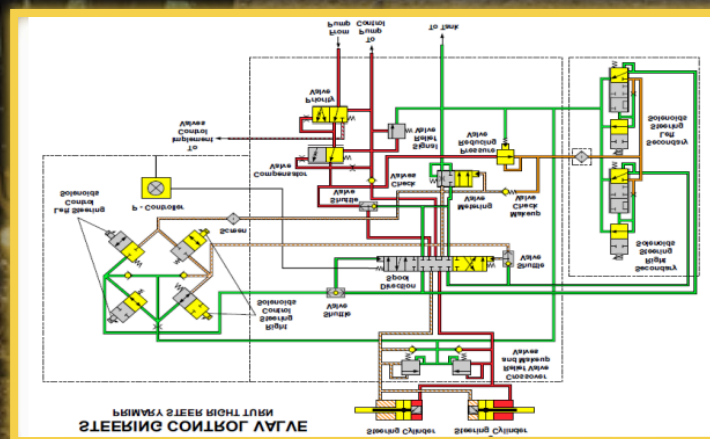 STEERING CONTROL VALVE
PRIMARY STEER RIGHT TURN
Steering Cylinder
Steering Cylinder
Crossover
Relief Valve
and Makeup
Valves
Shuttle
Valve
Right
Steering
Control
Solenoids
Direction
Spool
Shuttle
Valve
Screen
Left Steering
Control
Solenoids
P - Controller
Shuttle
Valve
Metering
Valve
Check
Valves
Makeup
Check
Valve
Compensator
Valve
Signal
Relief
Valve
Pressure
Reducing
Valve
Secondary
Right
Steering
Solenoids
Secondary
Left
Steering
Solenoids
To
Implement
Control
Valves
Priority
Valve
From
Pump
To
Pump
Control
To Tank